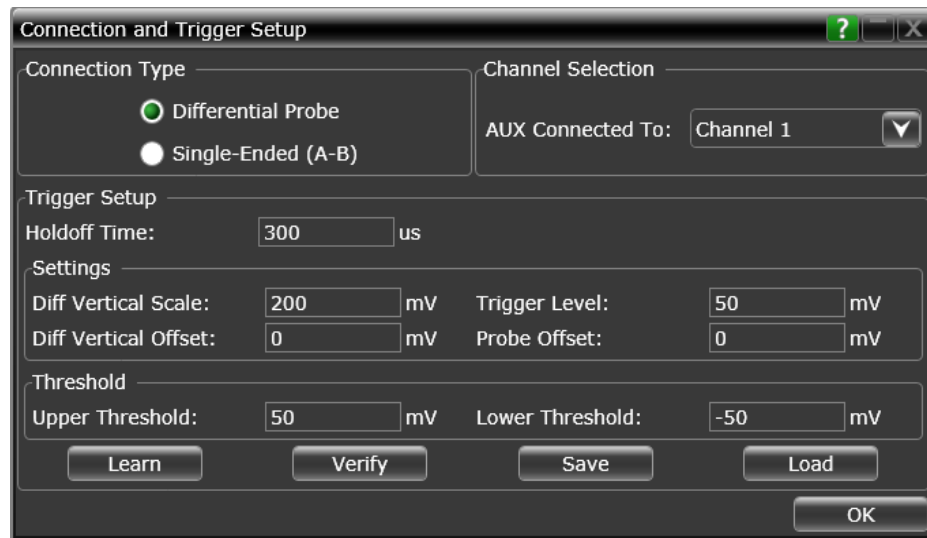 Connection and Trigger Setup ? X
Connection Type
Differential Probe
Single-Ended (A-B)
Channel Selection
AUX Connected To: Channel 1
Trigger Setup
Holdoff Time: 300 us
Settings
Diff Vertical Scale: 200 mV Trigger Level: 50 mV
Diff Vertical Offset: 0 mV Probe Offset: 0 mV
Threshold
Upper Threshold: 50 mV Lower Threshold: -50 mV
Learn Verify Save Load
OK